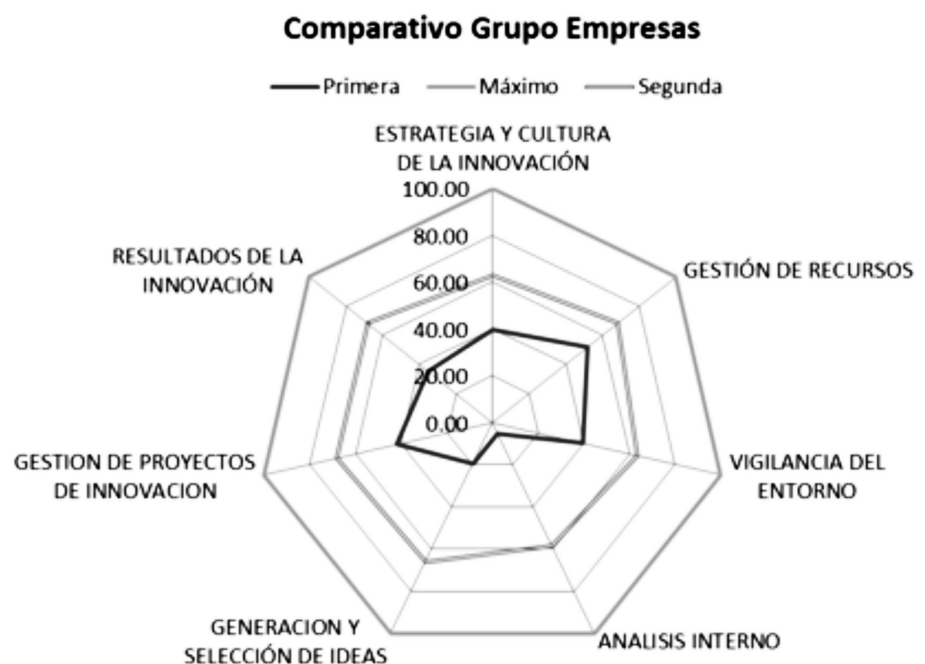 Comparativo Grupo Empresas
Primera Máximo Segunda
ESTRATEGIA Y CULTURA
DE LA INNOVACIÓN
100.00
80.00
60.00
40.00
20.00
0.00
GESTIÓN DE RECURSOS
VIGILANCIA DEL
ENTORNO
ANALISIS INTERNO
GENERACION Y
SELECCIÓN DE IDEAS
GESTION DE PROYECTOS
DE INNOVACION
RESULTADOS DE LA
INNOVACIÓN